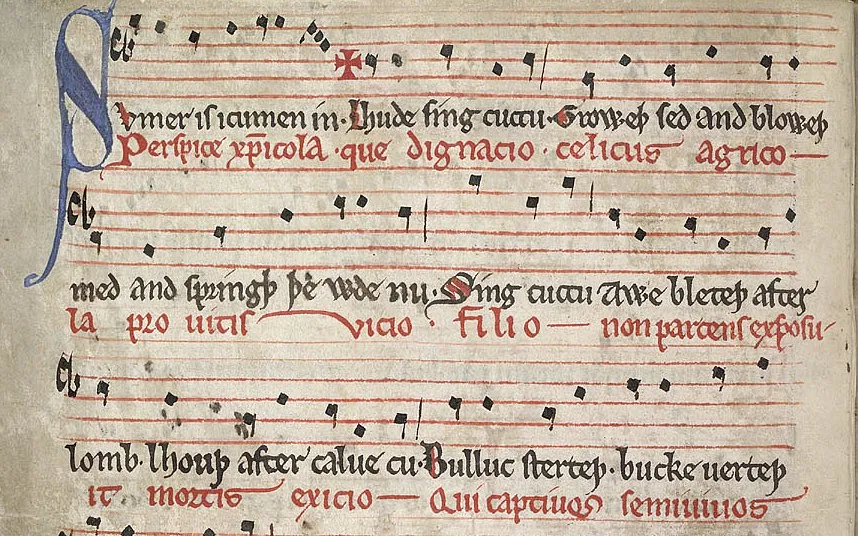 Sumer is icumen in· Lhude sing cuccu· Groweþ sed and bloweþ
Perspice xp̄icola· que dignacio· celicus agrico—
med and springþ þe wde nu· Sing cuccu Awe bleteþ after
la pro uitis vicio· filio— non parcens exposu-
lomb· lhouþ after calue cu· Bulluc sterteþ· bucke uerteþ
it mortis exicio— Qui captiuos semiuiuos